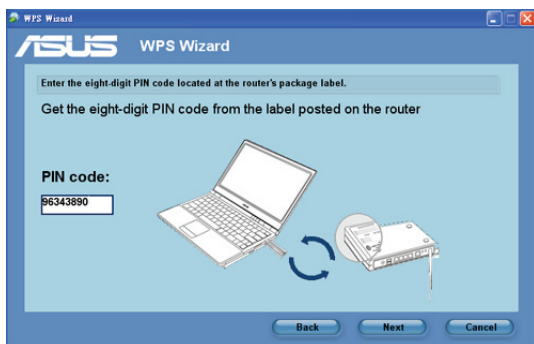 WPS Wizard
ASUS WPS Wizard
Enter the eight-digit PIN code located at the router's package label.
Get the eight-digit PIN code from the label posted on the router
PIN code:
96343890
Back Next Cancel